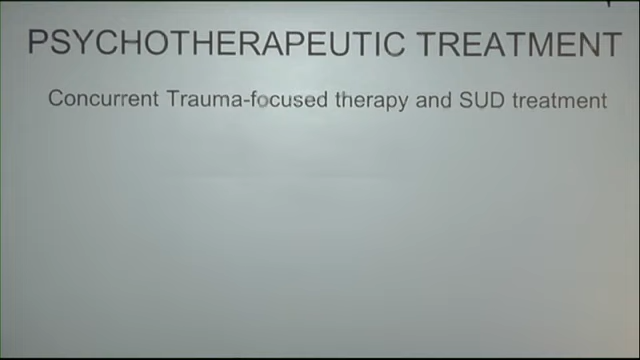 PSYCHOTHERAPEUTIC TREATMENT
Concurrent Trauma-focused therapy and SUD treatment